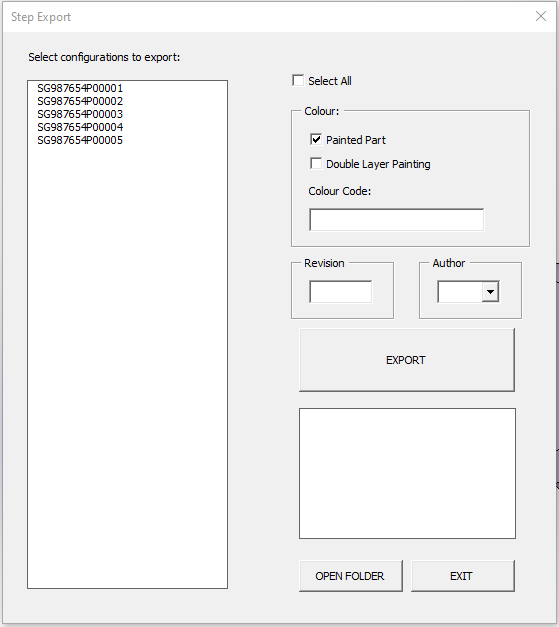 Step Export
Select configurations to export:
SG987654P00001
SG987654P00002
SG987654P00003
SG987654P00004
SG987654P00005
Select All
Colour:
Painted Part
Double Layer Painting
Colour Code:
Revision
Author
EXPORT
OPEN FOLDER
EXIT